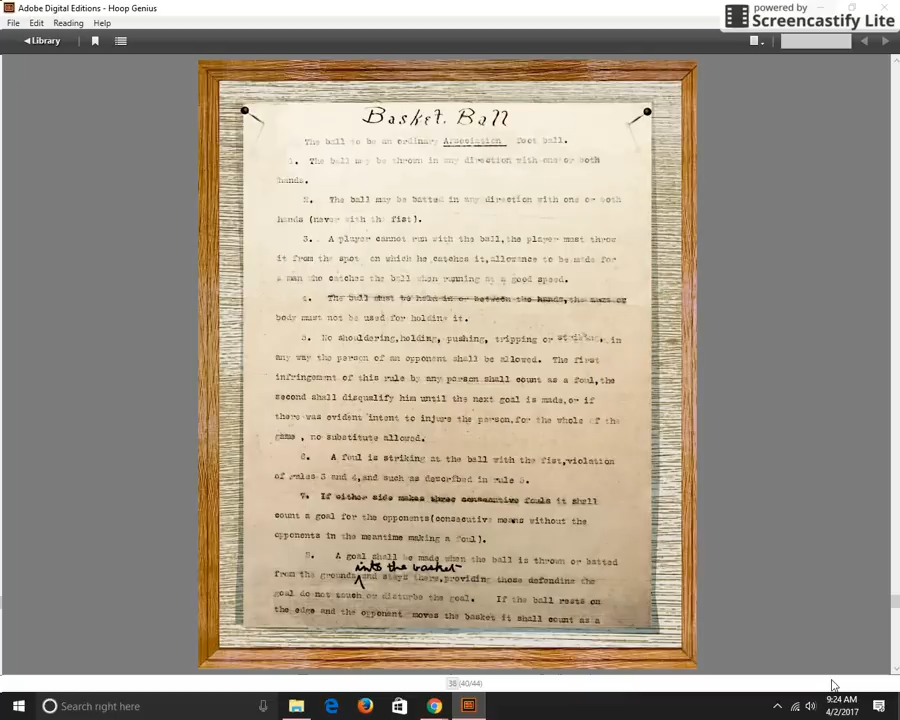 Adobe Digital Editions - Hoop Genius
powered by
Screencastify Lite
File Edit Reading Help
Library
Basket Ball
The ball to be an ordinary Association foot ball.
1. The ball may be thrown in any direction with one or both
hands.
2. The ball may be batted in any direction with one or both
hands (never with the fist).
3. A player cannot run with the ball, the player must throw
it from the spot on which he catches it, allowance to be made for
a man who catches the ball when running at a good speed.
4. The ball must be held in or between the hands, the arms or
body must not be used for holding it.
5. No shouldering, holding, pushing, tripping or striking, in
any way the person of an opponent shall be allowed. The first
infringement of this rule by any person shall count as a foul, the
second shall disqualify him until the next goal is made, or if
there was evident intent to injure the person, for the whole of the
game, no substitute allowed.
6. A foul is striking at the ball with the fist, violation
of rules 3 and 4, and such as described in rule 5.
7. If either side makes three consecutive fouls it shall
count a goal for the opponents (consecutive means without the
opponents in the meantime making a foul).
8. A goal shall be made when the ball is thrown or batted
into the basket
from the grounds and stays there, providing those defending the
goal do not touch or disturbe the goal. If the ball rests on
the edge and the opponent moves the basket it shall count as a
38 (40/44)
Search right here
9:24 AM
4/2/2017